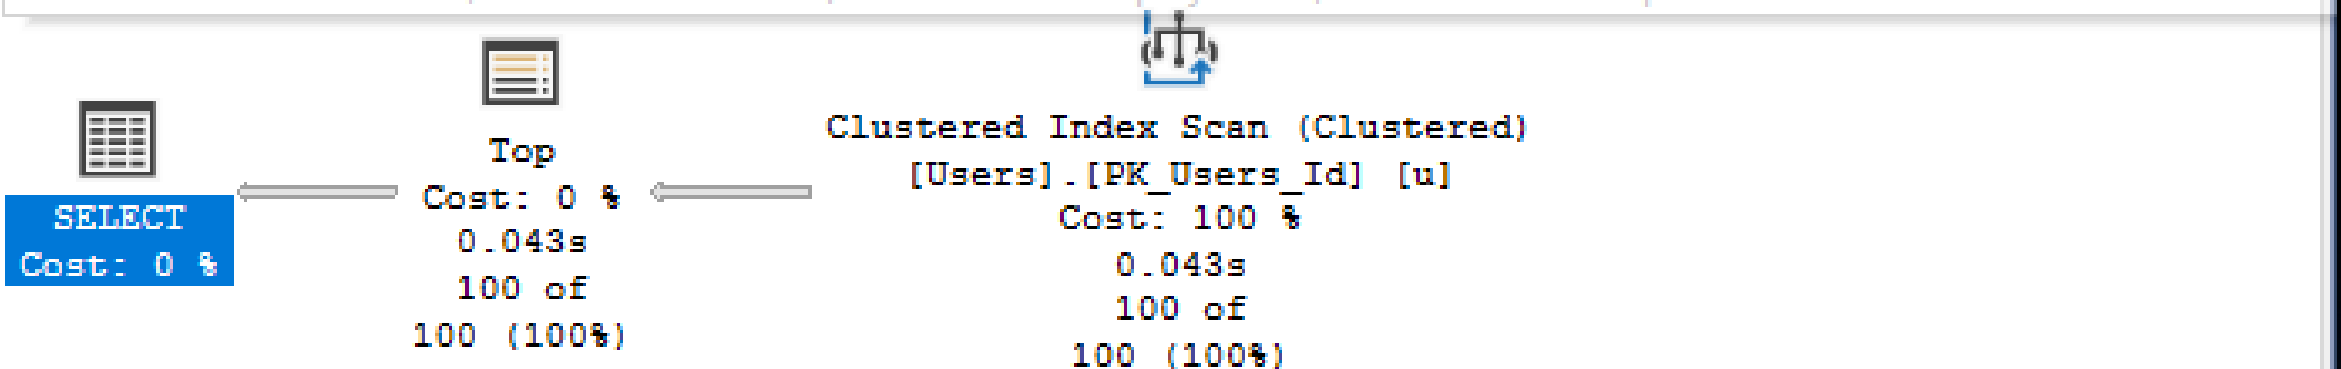 SELECT
Cost: 0 %
Top
Cost: 0 %
0.043s
100 of
100 (100%)
Clustered Index Scan (Clustered)
[Users].[PK_Users_Id] [u]
Cost: 100 %
0.043s
100 of
100 (100%)